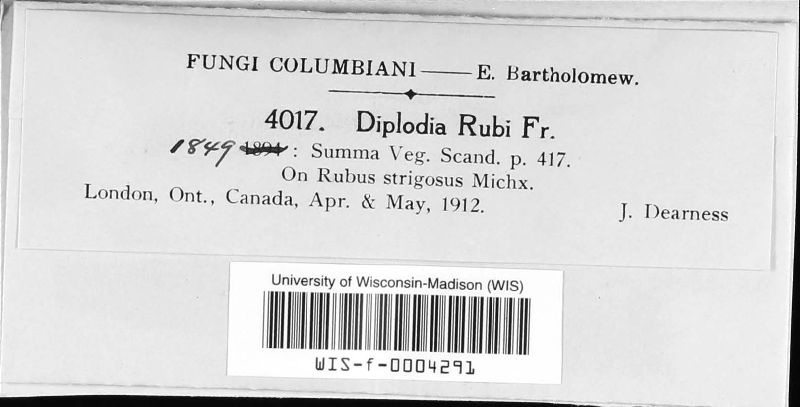 FUNGI COLUMBIANI — E. Bartholomew.
4017. Diplodia Rubi Fr.
1849 1894: Summa Veg. Scand. p. 417.
On Rubus strigosus Michx.
London, Ont., Canada, Apr. & May, 1912. J. Dearness
University of Wisconsin-Madison (WIS)
WIS-f-0004291